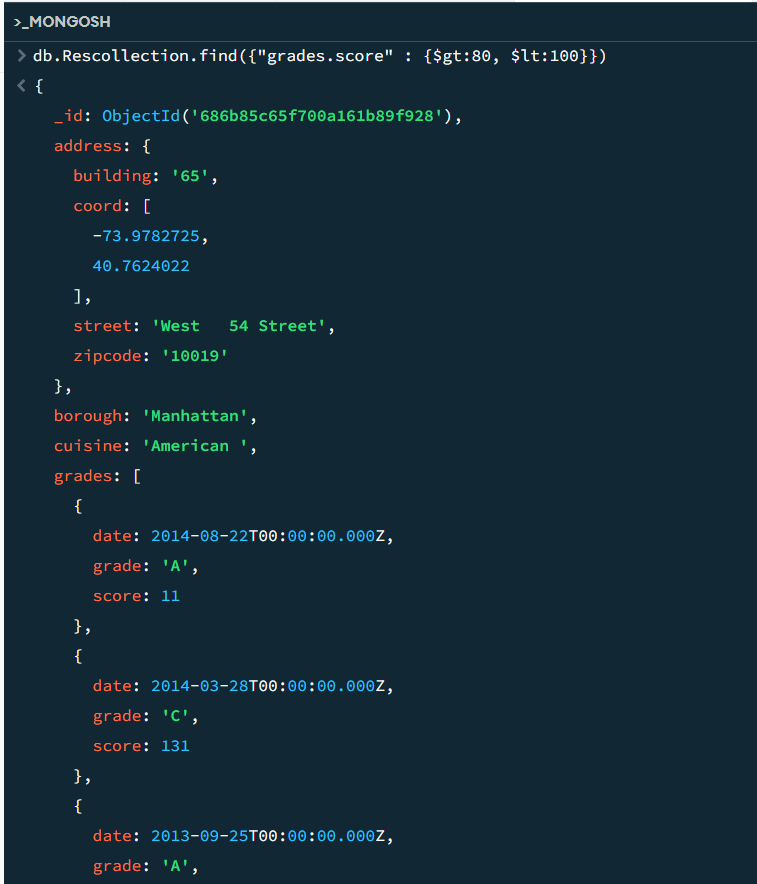 >_MONGOSH
> db.Rescollection.find({"grades.score" : {$gt:80, $lt:100}})
< {
_id: ObjectId('686b85c65f700a161b89f928'),
address: {
building: '65',
coord: [
-73.9782725,
40.7624022
],
street: 'West   54 Street',
zipcode: '10019'
},
borough: 'Manhattan',
cuisine: 'American ',
grades: [
{
date: 2014-08-22T00:00:00.000Z,
grade: 'A',
score: 11
},
{
date: 2014-03-28T00:00:00.000Z,
grade: 'C',
score: 131
},
{
date: 2013-09-25T00:00:00.000Z,
grade: 'A',